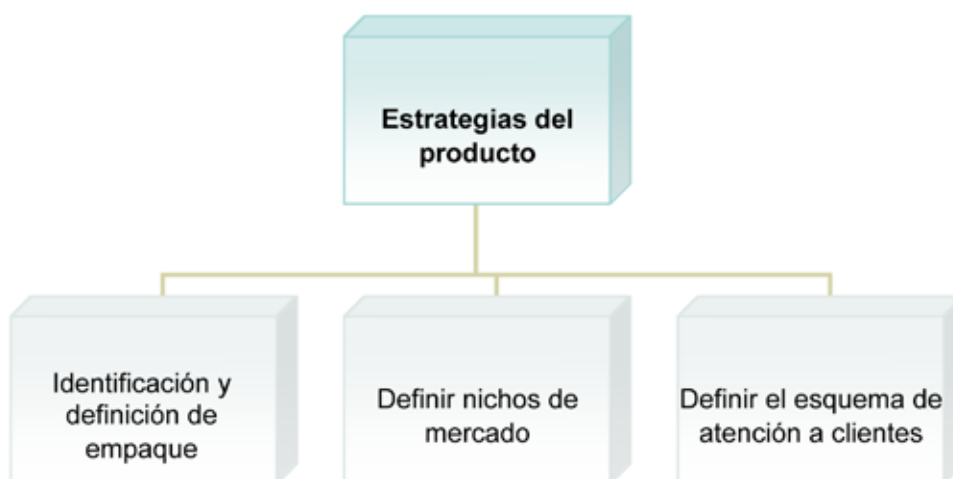 Estrategias del
producto
Identificación y
definición de
empaque
Definir nichos de
mercado
Definir el esquema de
atención a clientes